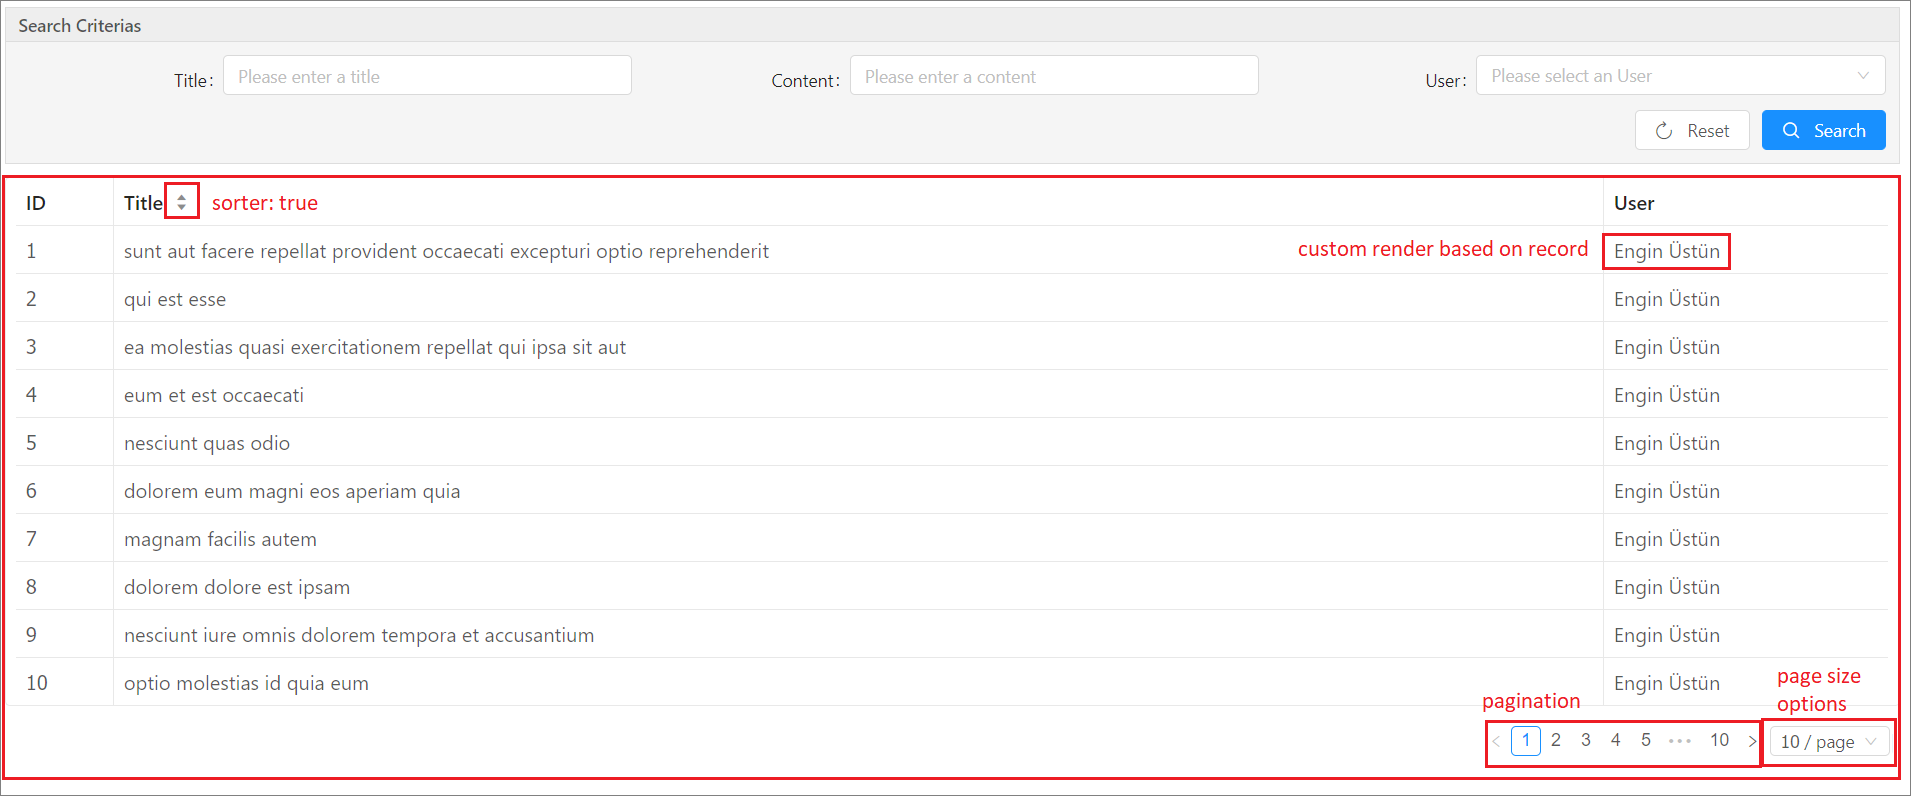 Search Criterias
Title: Please enter a title Content: Please enter a content User: Please select an User
Reset Search
ID Title sorter: true User
1 sunt aut facere repellat provident occaecati excepturi optio reprehenderit custom render based on record Engin Üstün
2 qui est esse Engin Üstün
3 ea molestias quasi exercitationem repellat qui ipsa sit aut Engin Üstün
4 eum et est occaecati Engin Üstün
5 nesciunt quas odio Engin Üstün
6 dolorem eum magni eos aperiam quia Engin Üstün
7 magnam facilis autem Engin Üstün
8 dolorem dolore est ipsam Engin Üstün
9 nesciunt iure omnis dolorem tempora et accusantium Engin Üstün
10 optio molestias id quia eum Engin Üstün
pagination
page size
options
< 1 2 3 4 5 ••• 10 > 10 / page